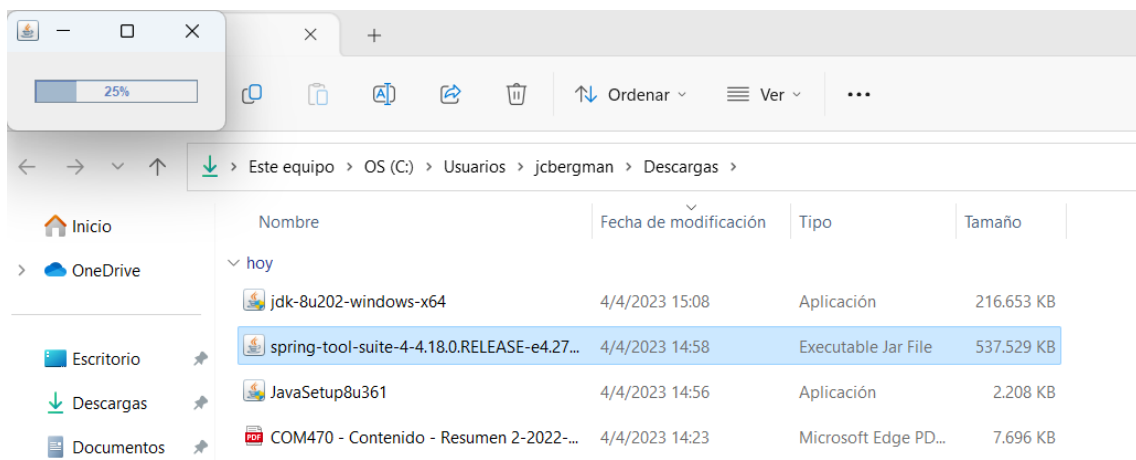 25%
Ordenar
Ver
Este equipo > OS (C:) > Usuarios > jcbergman > Descargas >
Inicio
OneDrive
Escritorio
Descargas
Documentos
Nombre Fecha de modificación Tipo Tamaño
hoy
jdk-8u202-windows-x64 4/4/2023 15:08 Aplicación 216.653 KB
spring-tool-suite-4-4.18.0.RELEASE-e4.27... 4/4/2023 14:58 Executable Jar File 537.529 KB
JavaSetup8u361 4/4/2023 14:56 Aplicación 2.208 KB
PDF COM470 - Contenido - Resumen 2-2022-... 4/4/2023 14:23 Microsoft Edge PD... 7.696 KB